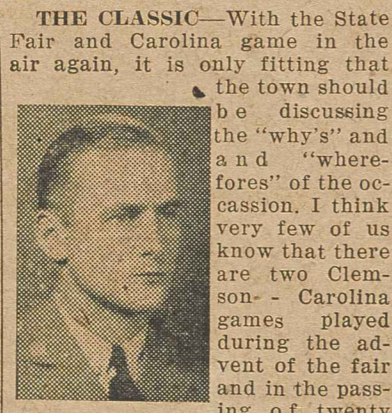 THE CLASSIC—With the State
Fair and Carolina game in the
air again, it is only fitting that
the town should
be discussing
the "why's" and
and "where-
fores" of the oc-
cassion. I think
very few of us
know that there
are two Clem-
son- - Carolina
games played
during the ad-
vent of the fair
and in the pass-
ing of twenty